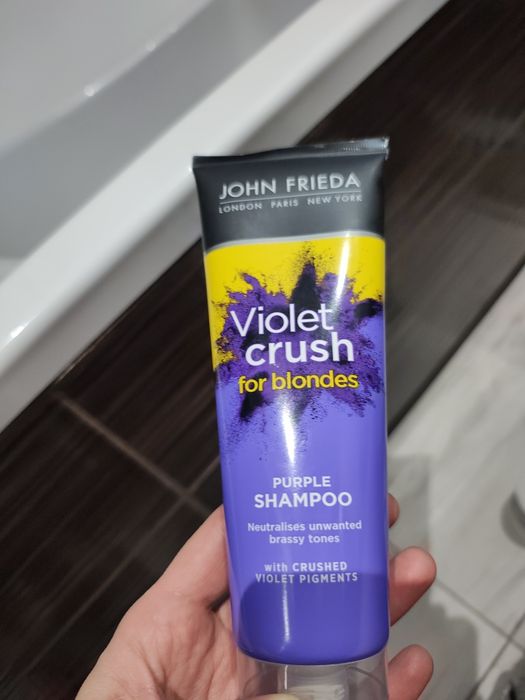 JOHN FRIEDA
LONDON PARIS NEW YORK
Violet
crush
for blondes
PURPLE
SHAMPOO
Neutralises unwanted
brassy tones
with CRUSHED
VIOLET PIGMENTS